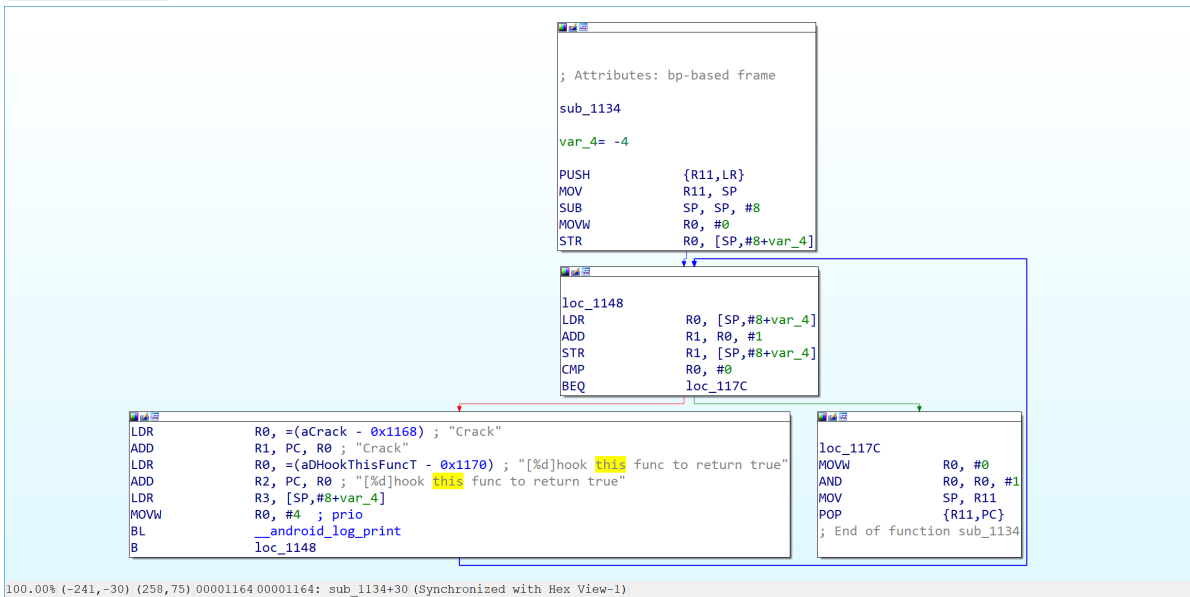 ; Attributes: bp-based frame
sub_1134
var_4= -4
PUSH {R11,LR}
MOV R11, SP
SUB SP, SP, #8
MOVW R0, #0
STR R0, [SP,#8+var_4]
loc_1148
LDR R0, [SP,#8+var_4]
ADD R1, R0, #1
STR R1, [SP,#8+var_4]
CMP R0, #0
BEQ loc_117C
LDR R0, =(aCrack - 0x1168) ; "Crack"
ADD R1, PC, R0 ; "Crack"
LDR R0, =(aDHookThisFuncT - 0x1170) ; "[%d]hook this func to return true"
ADD R2, PC, R0 ; "[%d]hook this func to return true"
LDR R3, [SP,#8+var_4]
MOVW R0, #4 ; prio
BL __android_log_print
B loc_1148
loc_117C
MOVW R0, #0
AND R0, R0, #1
MOV SP, R11
POP {R11,PC}
; End of function sub_1134
100.00% (-241,-30) (258,75) 00001164 00001164: sub_1134+30 (Synchronized with Hex View-1)